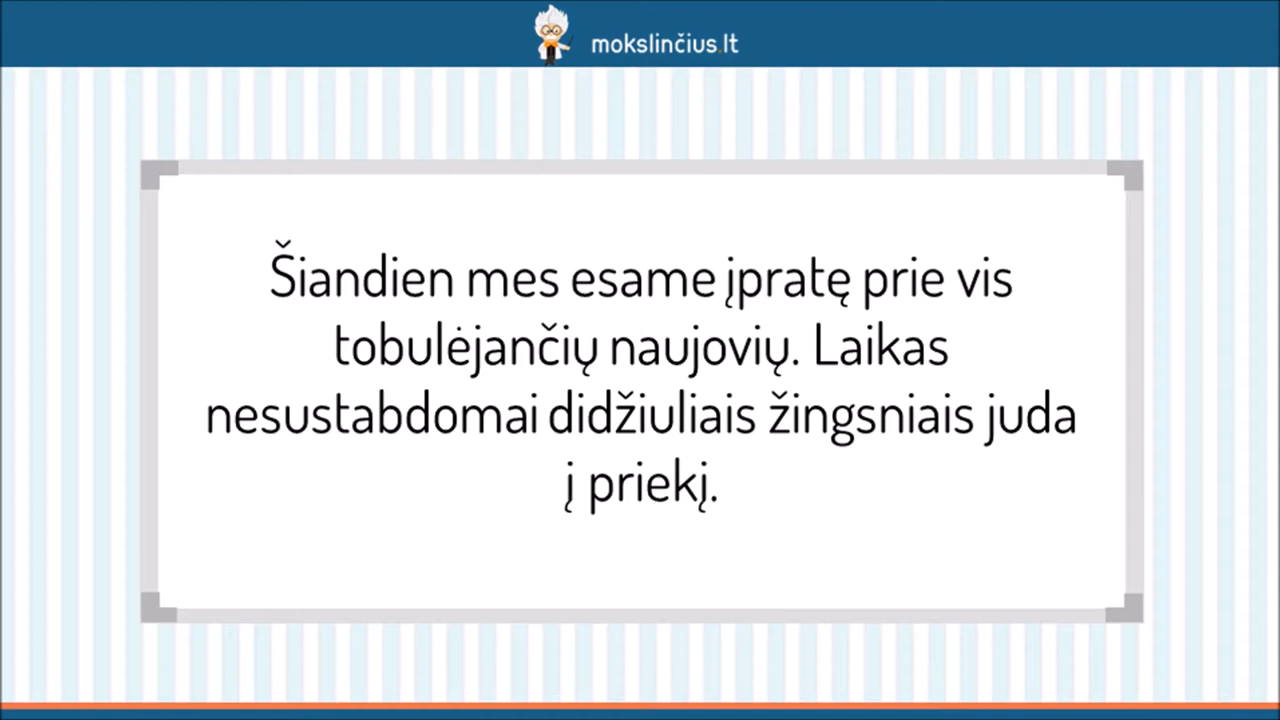 mokslinčius.lt
Šiandien mes esame įpratę prie vis
tobulėjančių naujovių. Laikas
nesustabdomai didžiuliais žingsniais juda
į priekį.